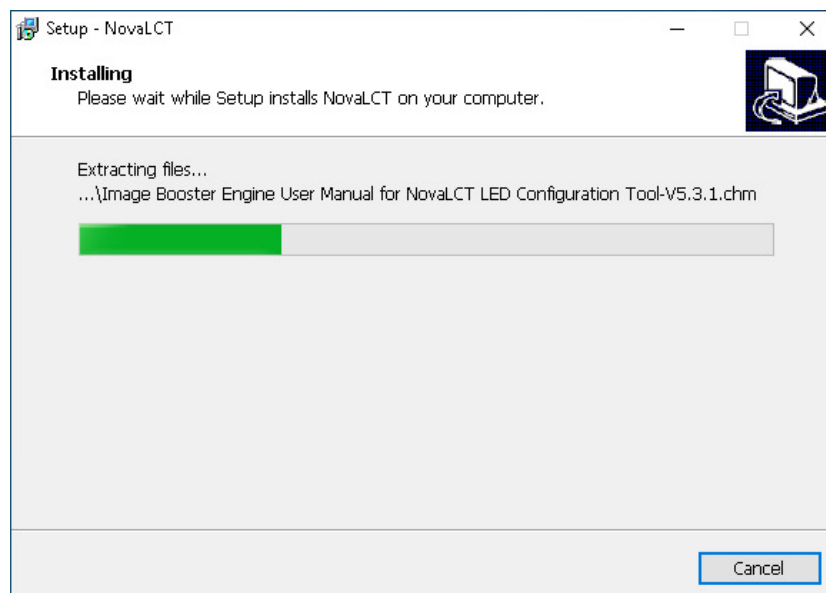 Setup - NovaLCT
Installing
Please wait while Setup installs NovaLCT on your computer.
Extracting files...
...\Image Booster Engine User Manual for NovaLCT LED Configuration Tool-V5.3.1.chm
Cancel